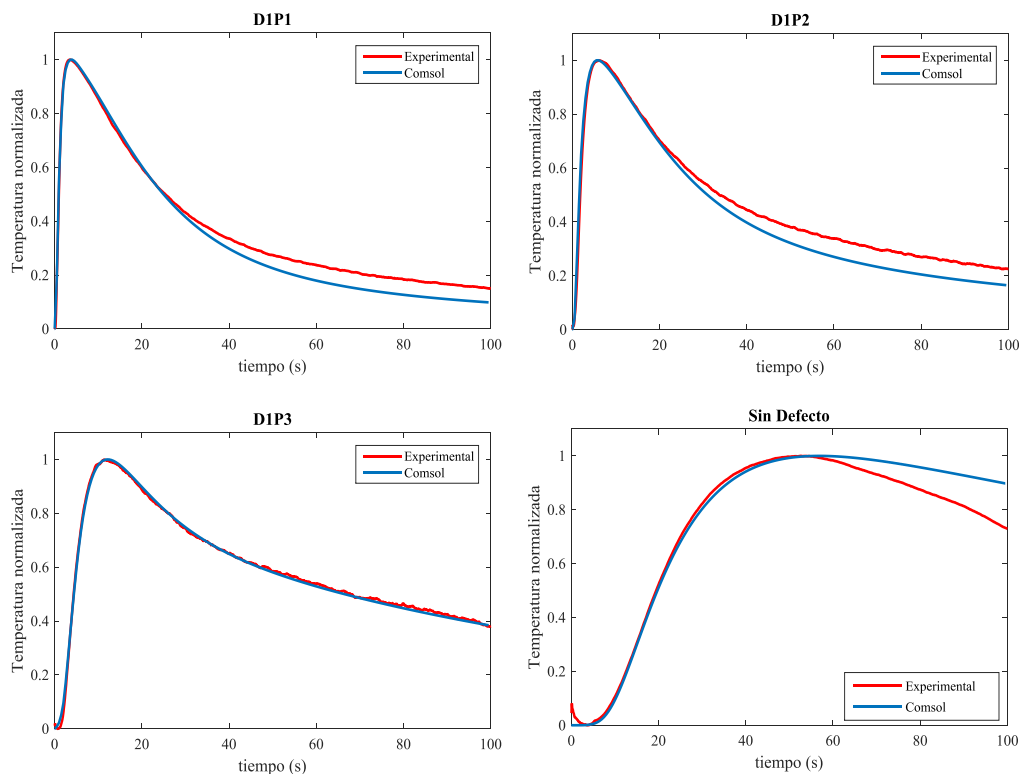 D1P1
Temperatura normalizada
1
0.8
0.6
0.4
0.2
0
0 20 40 60 80 100
tiempo (s)
Experimental
Comsol
D1P2
Temperatura normalizada
1
0.8
0.6
0.4
0.2
0
0 20 40 60 80 100
tiempo (s)
Experimental
Comsol
D1P3
Temperatura normalizada
1
0.8
0.6
0.4
0.2
0
0 20 40 60 80 100
tiempo (s)
Experimental
Comsol
Sin Defecto
Temperatura normalizada
1
0.8
0.6
0.4
0.2
0
0 20 40 60 80 100
tiempo (s)
Experimental
Comsol